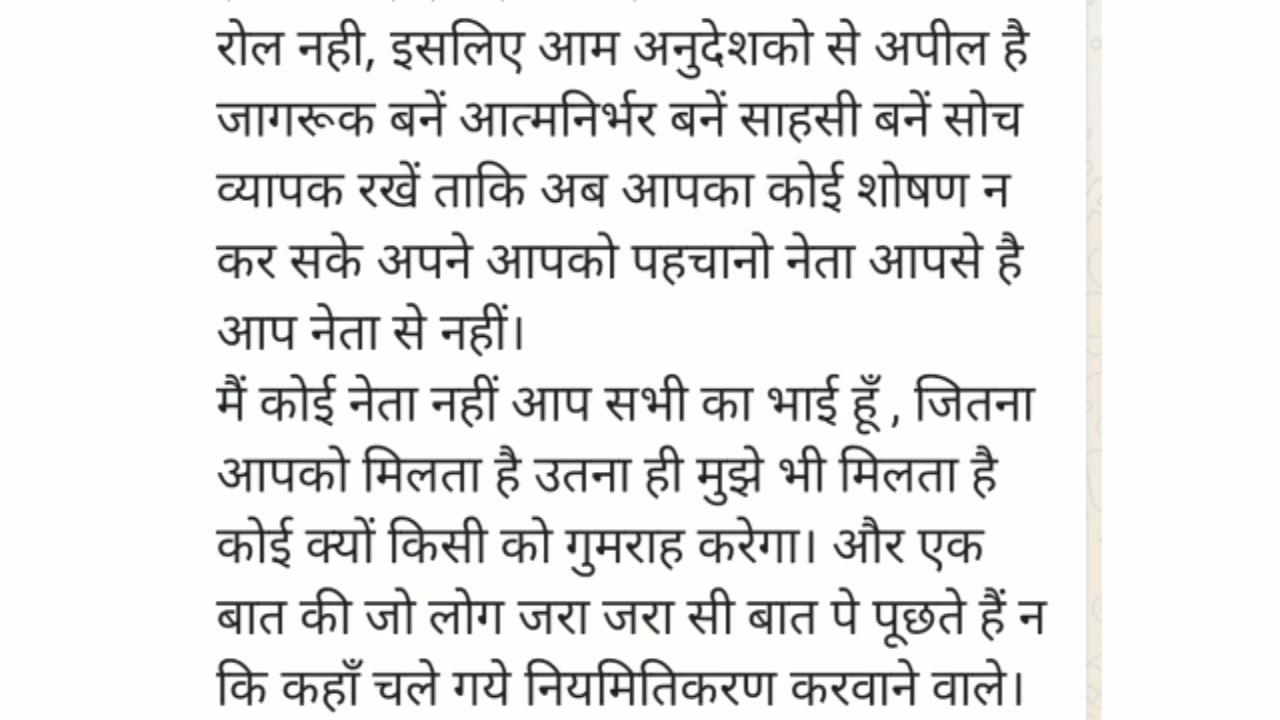 रोल नही, इसलिए आम अनुदेशको से अपील है
जागरूक बनें आत्मनिर्भर बनें साहसी बनें सोच
व्यापक रखें ताकि अब आपका कोई शोषण न
कर सके अपने आपको पहचानो नेता आपसे है
आप नेता से नहीं।
मैं कोई नेता नहीं आप सभी का भाई हूँ , जितना
आपको मिलता है उतना ही मुझे भी मिलता है
कोई क्यों किसी को गुमराह करेगा। और एक
बात की जो लोग जरा जरा सी बात पे पूछते हैं न
कि कहाँ चले गये नियमितिकरण करवाने वाले।